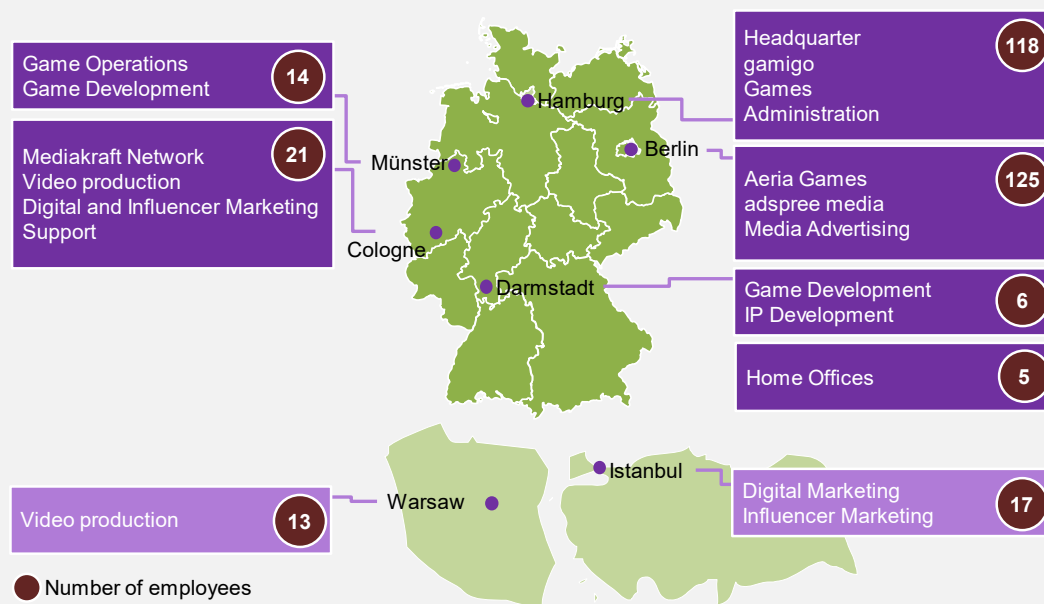 Game Operations
Game Development
14
Mediakraft Network
Video production
Digital and Influencer Marketing
Support
21
Headquarter
gamigo
Games
Administration
118
Aeria Games
adspree media
Media Advertising
125
Game Development
IP Development
6
Home Offices
5
Hamburg
Berlin
Münster
Cologne
Darmstadt
Istanbul
Warsaw
Video production
13
Digital Marketing
Influencer Marketing
17
Number of employees